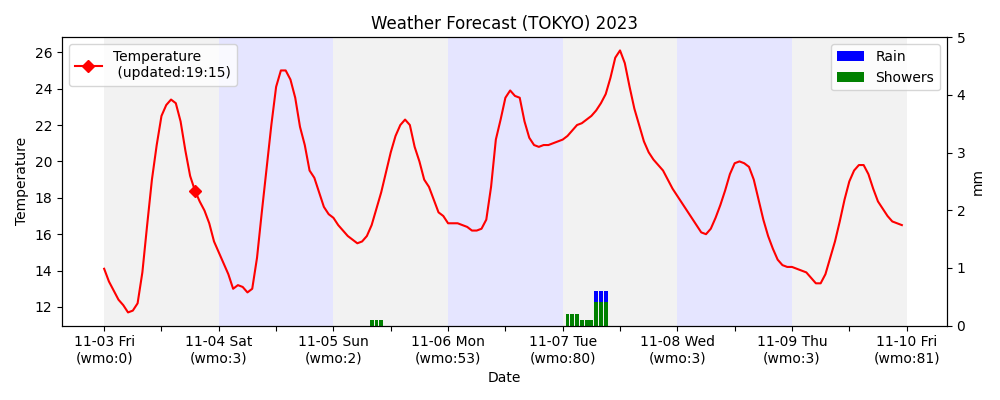 Weather Forecast (TOKYO) 2023
Temperature
(updated:19:15)
Rain
Showers
Temperature
26
24
22
20
18
16
14
12
5
4
3
2
1
0
mm
11-03 Fri
(wmo:0)
11-04 Sat
(wmo:3)
11-05 Sun
(wmo:2)
11-06 Mon
(wmo:53)
11-07 Tue
(wmo:80)
11-08 Wed
(wmo:3)
11-09 Thu
(wmo:3)
11-10 Fri
(wmo:81)
Date